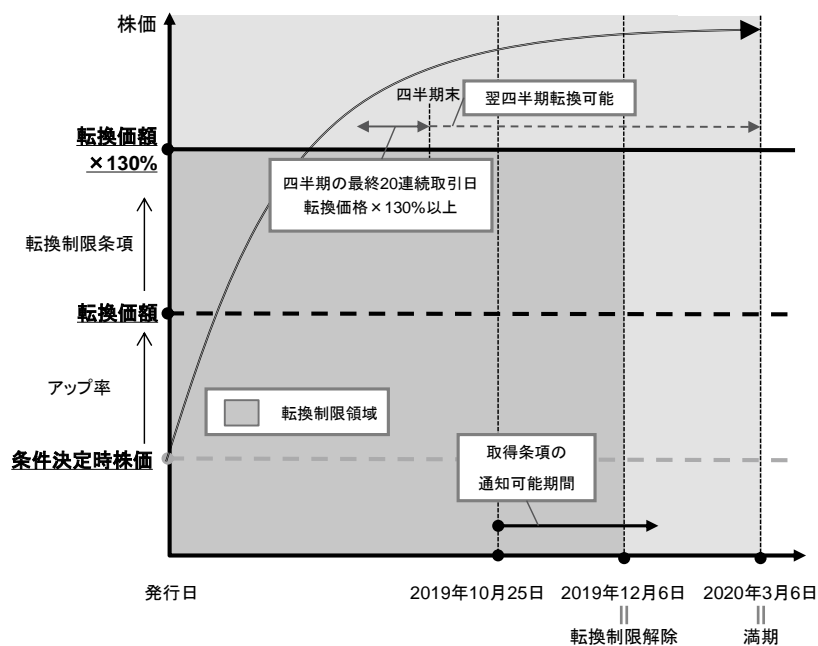 株価
四半期末
翌四半期転換可能
転換価額
×130%
四半期の最終20連続取引日
転換価格×130%以上
転換制限条項
転換価額
アップ率
転換制限領域
条件決定時株価
取得条項の
通知可能期間
発行日
2019年10月25日
2019年12月6日
2020年3月6日
転換制限解除
満期